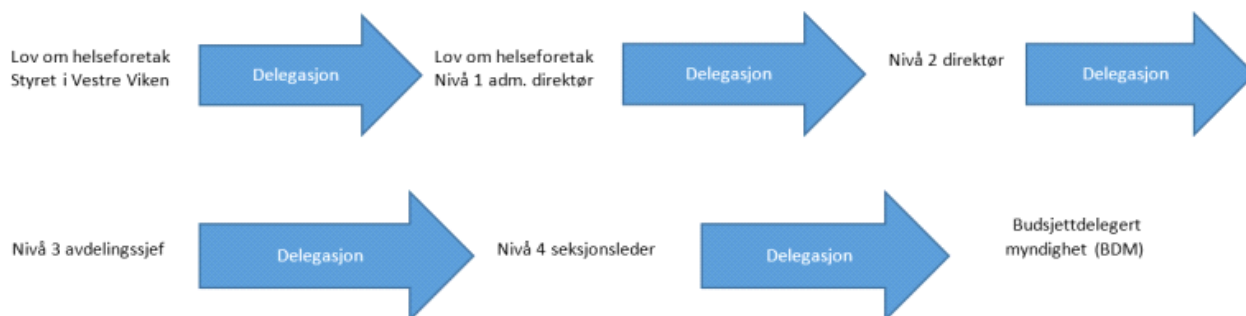 Lov om helseforetak
Styret i Vestre Viken
Delegasjon
Lov om helseforetak
Nivå 1 adm. direktør
Delegasjon
Nivå 2 direktør
Delegasjon
Nivå 3 avdelingssjef
Delegasjon
Nivå 4 seksjonsleder
Delegasjon
Budsjettdelegert
myndighet (BDM)